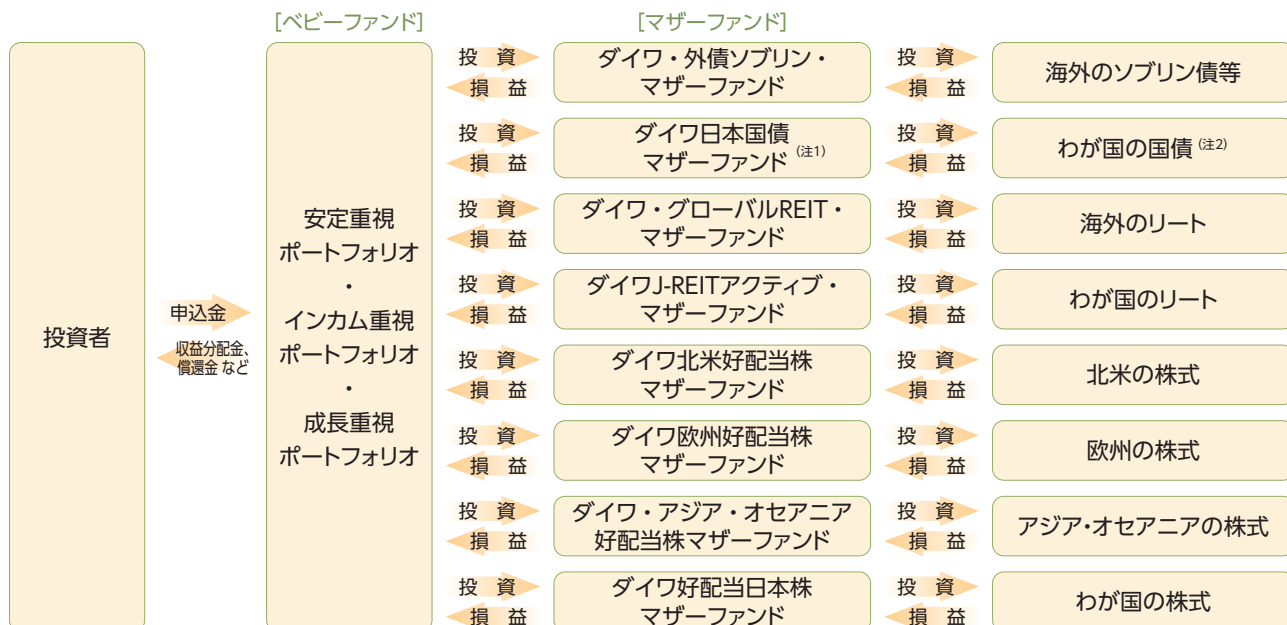 [ベビーファンド]
[マザーファンド]
投資者
申込金
収益分配金、
償還金 など
安定重視
ポートフォリオ
・
インカム重視
ポートフォリオ
・
成長重視
ポートフォリオ
投 資
損 益
ダイワ・外債ソブリン・
マザーファンド
投 資
損 益
海外のソブリン債等
投 資
損 益
ダイワ日本国債
マザーファンド (注1)
投 資
損 益
わが国の国債 (注2)
投 資
損 益
ダイワ・グローバルREIT・
マザーファンド
投 資
損 益
海外のリート
投 資
損 益
ダイワJ-REITアクティブ・
マザーファンド
投 資
損 益
わが国のリート
投 資
損 益
ダイワ北米好配当株
マザーファンド
投 資
損 益
北米の株式
投 資
損 益
ダイワ欧州好配当株
マザーファンド
投 資
損 益
欧州の株式
投 資
損 益
ダイワ・アジア・オセアニア
好配当株マザーファンド
投 資
損 益
アジア・オセアニアの株式
投 資
損 益
ダイワ好配当日本株
マザーファンド
投 資
損 益
わが国の株式